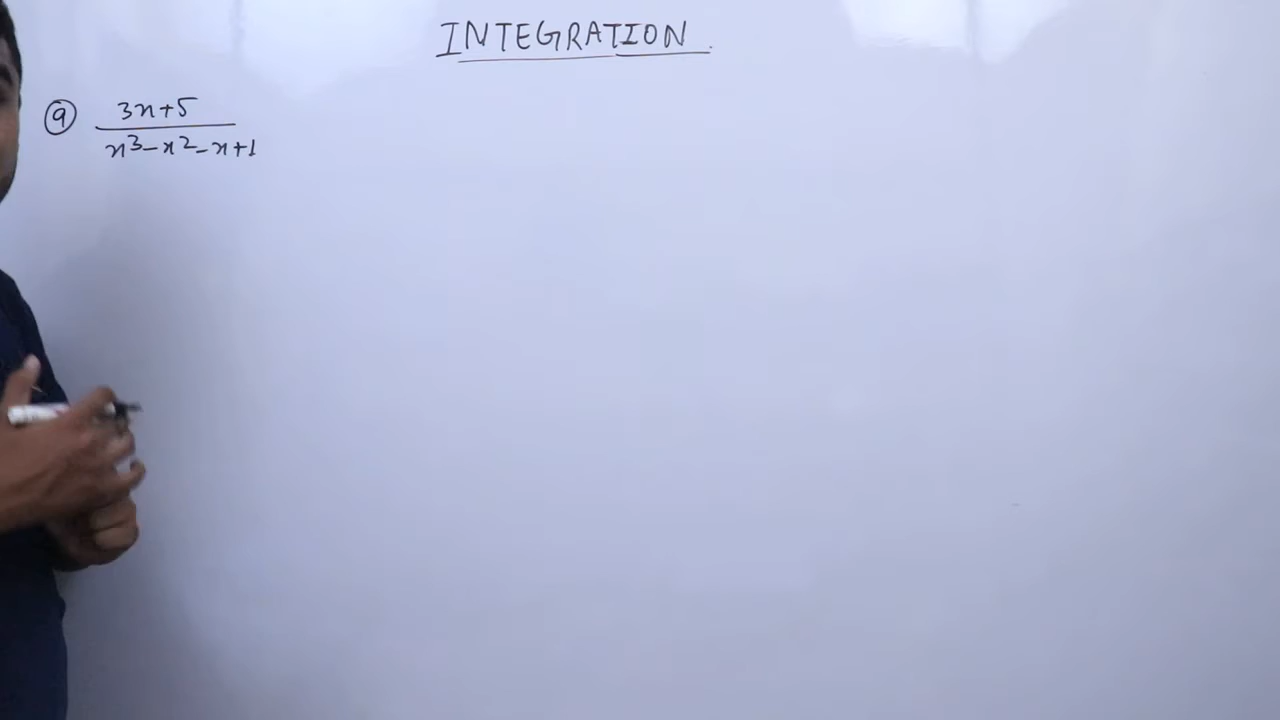 INTEGRATION.
⑨ 3x+5
x³-x²-x+1